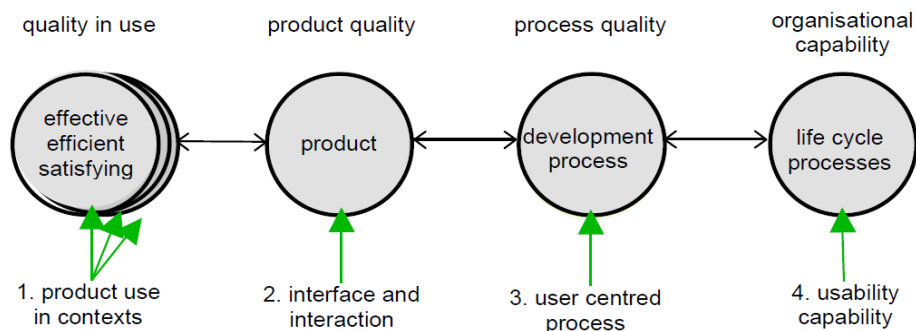 quality in use
product quality
process quality
organisational
capability
effective
efficient
satisfying
product
development
process
life cycle
processes
1. product use
in contexts
2. interface and
interaction
3. user centred
process
4. usability
capability